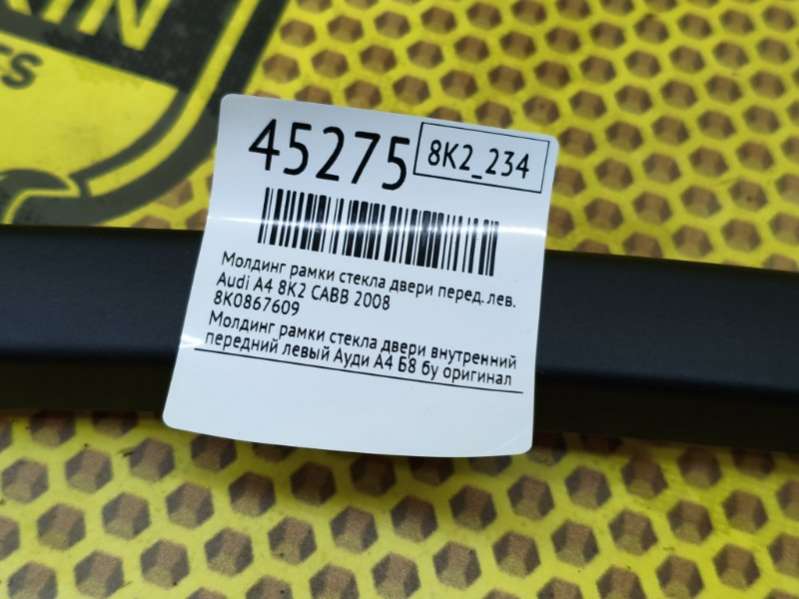 45275
8K2_234
Молдинг рамки стекла двери перед. лев.
Audi A4 8K2 CABB 2008
8K0867609
Молдинг рамки стекла двери внутренний
передний левый Ауди А4 Б8 бу оригинал